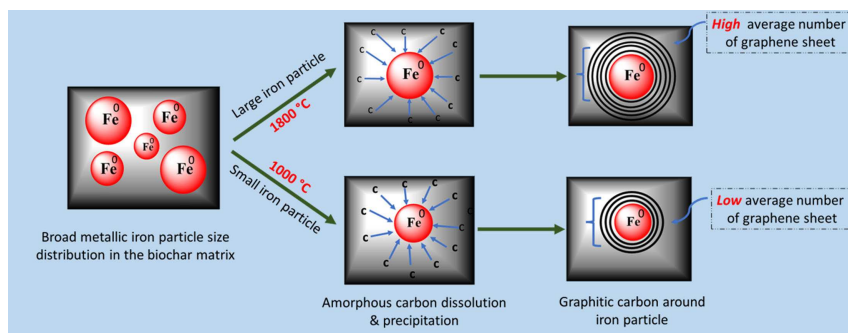 Fe⁰
Fe⁰
Fe⁰
Fe⁰
Fe⁰
Broad metallic iron particle size
distribution in the biochar matrix
Large iron particle
1800 °C
1000 °C
Small iron particle
C C C C
C C
C Fe⁰ C
C C
C C C
C C C
C C
C Fe⁰ C
C C
C C C
Amorphous carbon dissolution
& precipitation
Fe⁰
Fe⁰
Graphitic carbon around
iron particle
High average number
of graphene sheet
Low average number
of graphene sheet